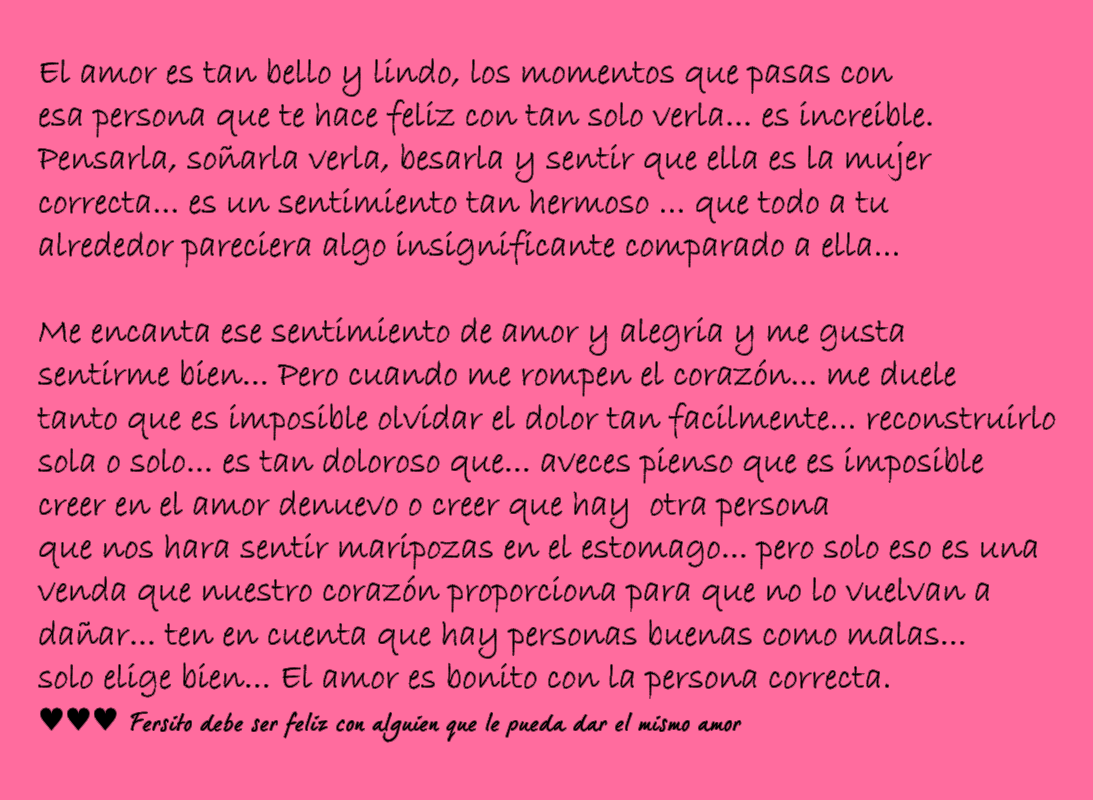 El amor es tan bello y lindo, los momentos que pasas con
esa persona que te hace feliz con tan solo verla... es increible.
Pensarla, soñarla verla, besarla y sentir que ella es la mujer
correcta... es un sentimiento tan hermoso ... que todo a tu
alrededor pareciera algo insignificante comparado a ella...

Me encanta ese sentimiento de amor y alegria y me gusta
sentirme bien... Pero cuando me rompen el corazón... me duele
tanto que es imposible olvidar el dolor tan facilmente... reconstruirlo
sola o solo... es tan doloroso que... aveces pienso que es imposible
creer en el amor denuevo o creer que hay  otra persona
que nos hara sentir maripozas en el estomago... pero solo eso es una
venda que nuestro corazón proporciona para que no lo vuelvan a
dañar... ten en cuenta que hay personas buenas como malas...
solo elige bien... El amor es bonito con la persona correcta.
♥♥♥ Fersito debe ser feliz con alguien que le pueda dar el mismo amor